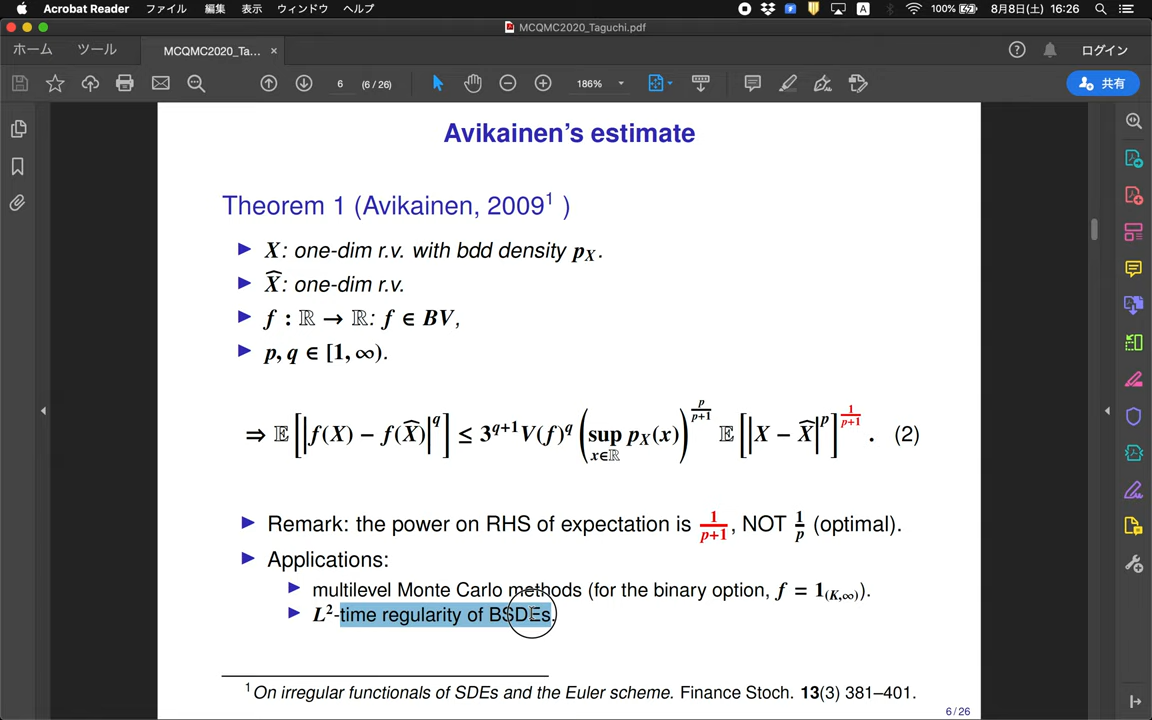 Acrobat Reader ファイル 編集 表示 ウィンドウ ヘルプ A 100% 8月8日(土) 16:26
MCQMC2020_Taguchi.pdf
ホーム ツール MCQMC2020_Ta... × ? ログイン
6 (6 / 26) 186% 共有
Avikainen's estimate
Theorem 1 (Avikainen, 2009¹ )
▶ X: one-dim r.v. with bdd density p_X.
▶ X̂: one-dim r.v.
▶ f : ℝ → ℝ: f ∈ BV,
▶ p, q ∈ [1, ∞).
⇒ 𝔼[|f(X) − f(X̂)|^q] ≤ 3^{q+1}V(f)^q (sup_{x∈ℝ} p_X(x))^{p/(p+1)} 𝔼[|X − X̂|^p]^{1/(p+1)}. (2)
▶ Remark: the power on RHS of expectation is 1/(p+1), NOT 1/p (optimal).
▶ Applications:
▶ multilevel Monte Carlo methods (for the binary option, f = 1_{(K,∞)}).
▶ L²-time regularity of BSDEs.
¹On irregular functionals of SDEs and the Euler scheme. Finance Stoch. 13(3) 381–401.
6 / 26